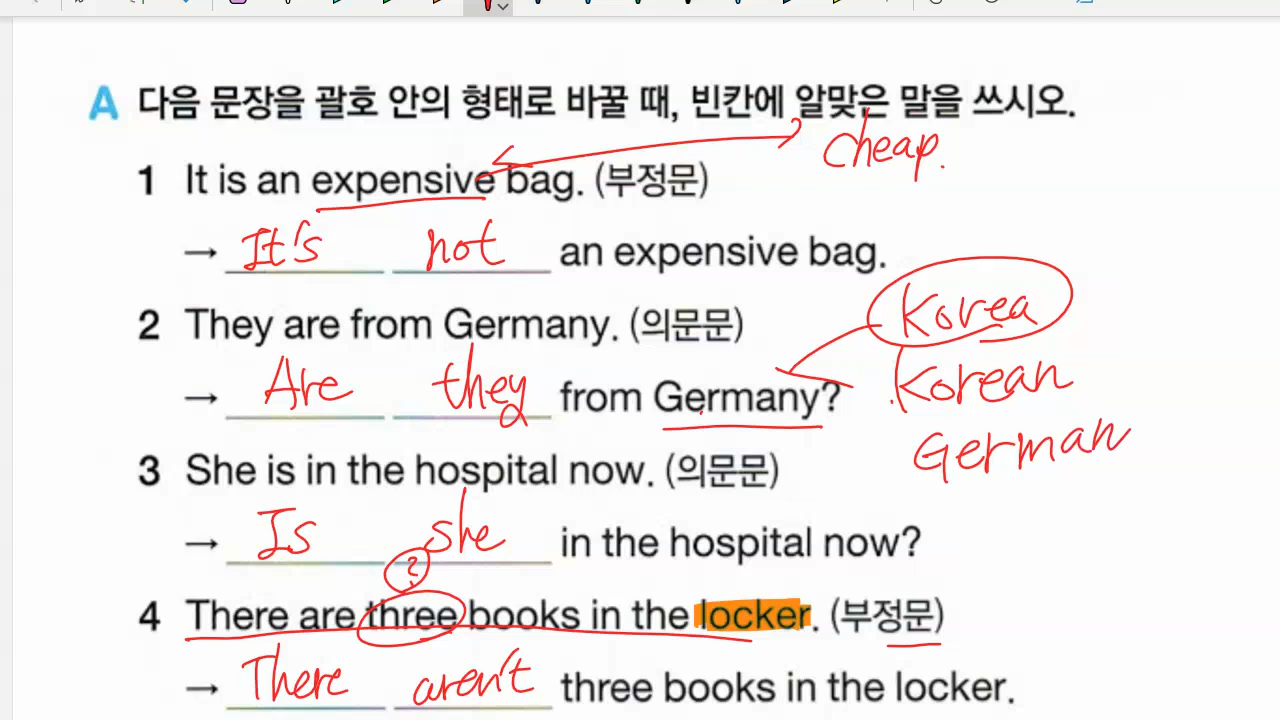 A 다음 문장을 괄호 안의 형태로 바꿀 때, 빈칸에 알맞은 말을 쓰시오.
cheap.
1 It is an expensive bag. (부정문)
→ It's not an expensive bag.
2 They are from Germany. (의문문)
Korea
→ Are they from Germany?
Korean
German
3 She is in the hospital now. (의문문)
→ Is she in the hospital now?
?
4 There are three books in the locker. (부정문)
→ There aren't three books in the locker.